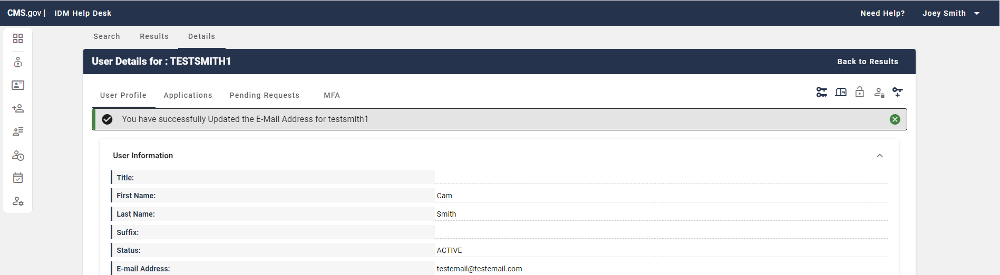 CMS.gov | IDM Help Desk Need Help? Joey Smith
Search Results Details
User Details for : TESTSMITH1 Back to Results
User Profile Applications Pending Requests MFA
You have successfully Updated the E-Mail Address for testsmith1
User Information
Title:
First Name: Cam
Last Name: Smith
Suffix:
Status: ACTIVE
E-mail Address: testemail@testemail.com